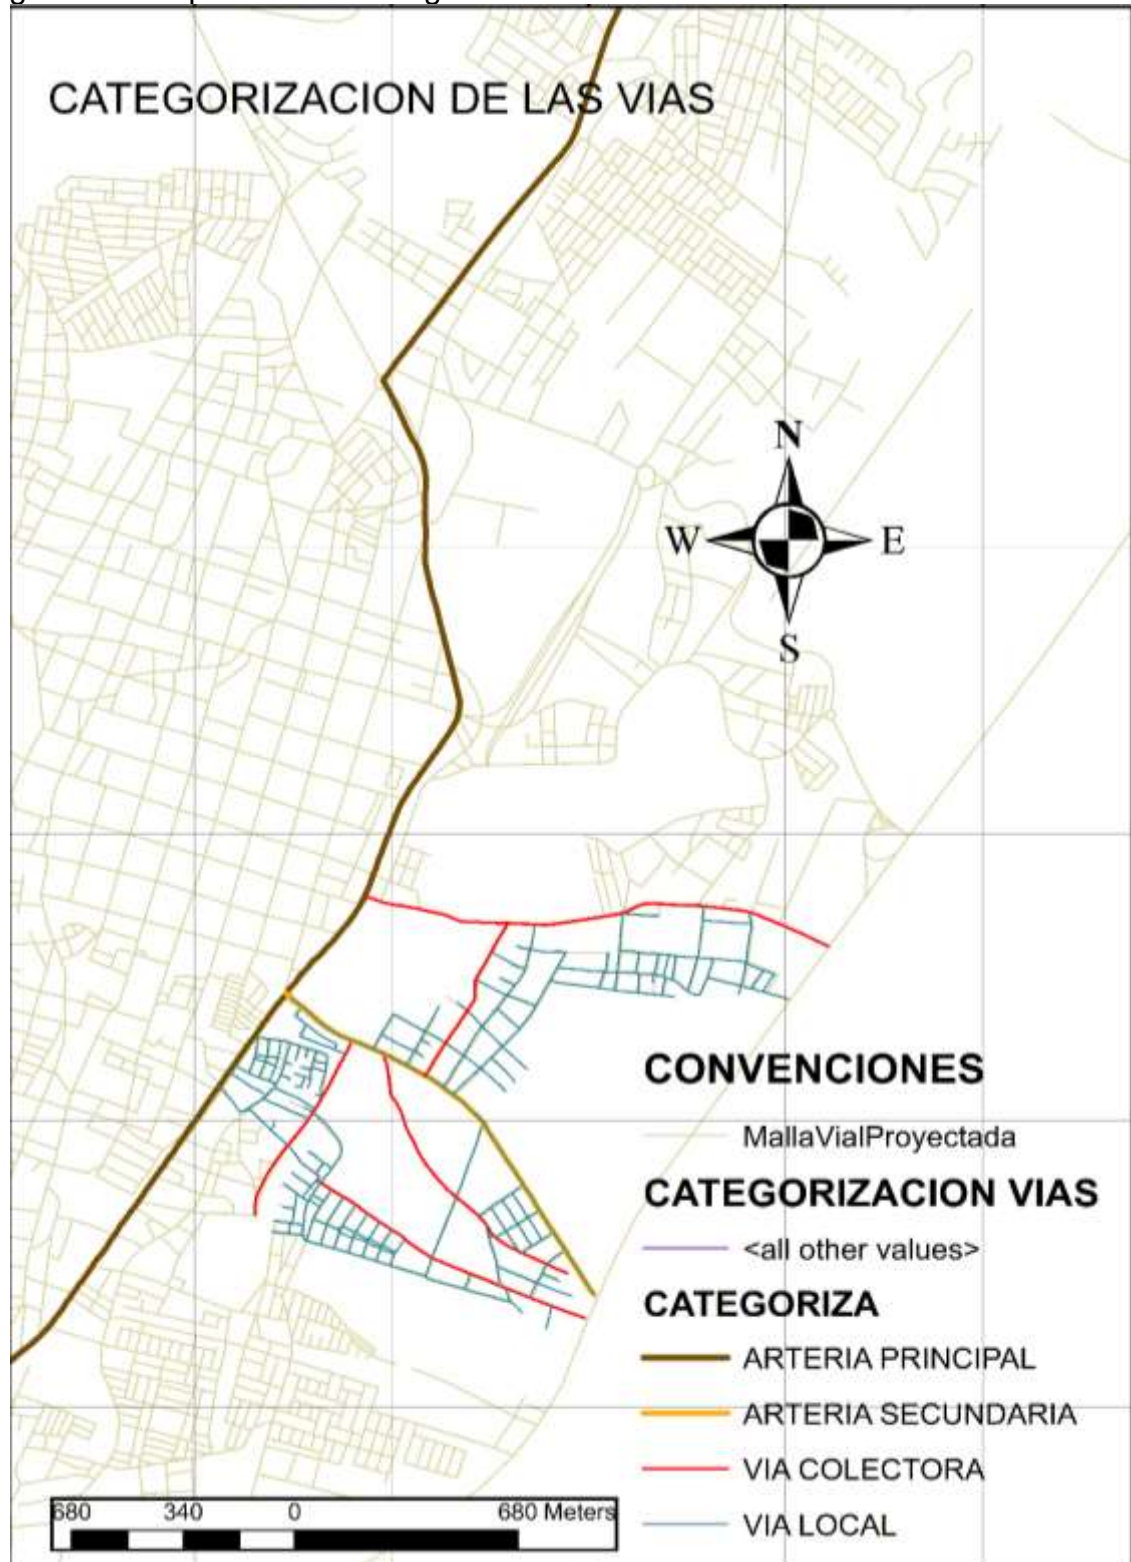 CATEGORIZACION DE LAS VIAS
N
W E
S
CONVENCIONES
MallaVialProyectada
CATEGORIZACION VIAS
<all other values>
CATEGORIZA
ARTERIA PRINCIPAL
ARTERIA SECUNDARIA
VIA COLECTORA
VIA LOCAL
680 340 0 680 Meters